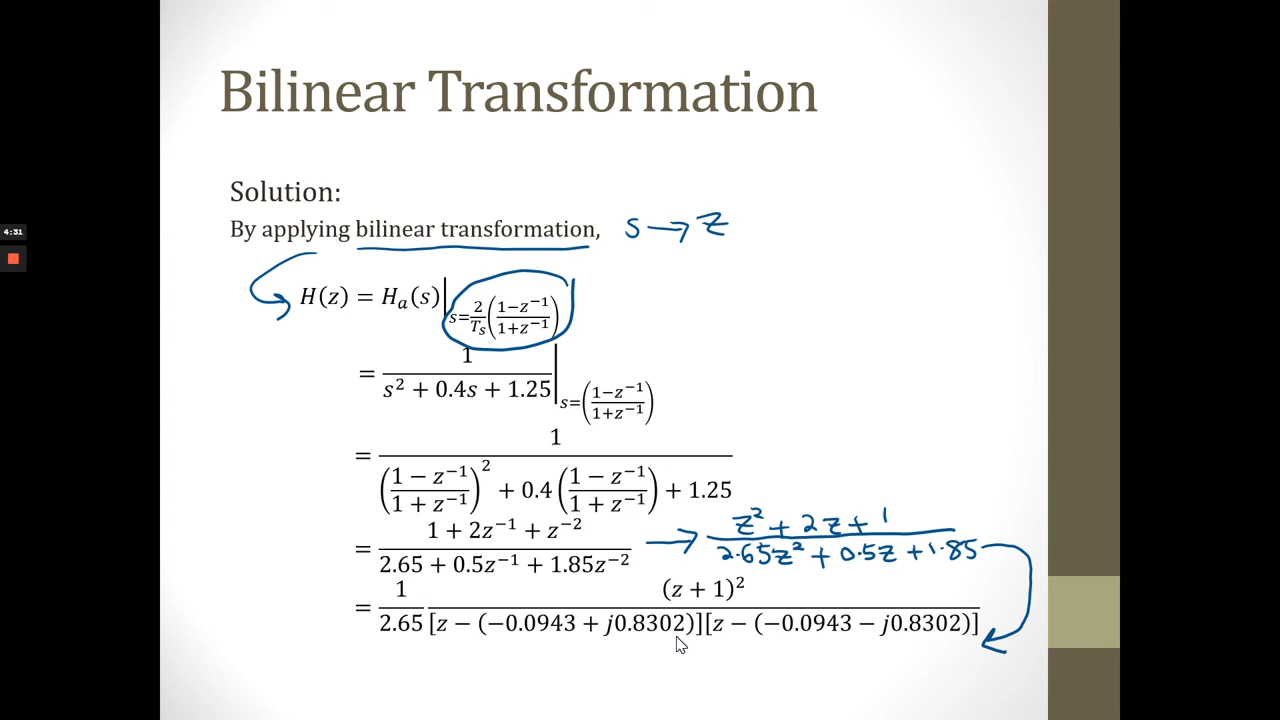 Bilinear Transformation
Solution:
By applying bilinear transformation, s → z
4:31
H(z) = Hₐ(s)|ₛ₌ 2/Tₛ ((1−z⁻¹)/(1+z⁻¹))
= 1/(s² + 0.4s + 1.25) | s=((1−z⁻¹)/(1+z⁻¹))
= 1/(((1 − z⁻¹)/(1 + z⁻¹))² + 0.4((1 − z⁻¹)/(1 + z⁻¹)) + 1.25)
= (1 + 2z⁻¹ + z⁻²)/(2.65 + 0.5z⁻¹ + 1.85z⁻²) → (z² + 2z + 1)/(2.65z² + 0.5z + 1.85)
= 1/2.65 (z + 1)²/([z − (−0.0943 + j0.8302)][z − (−0.0943 − j0.8302)])